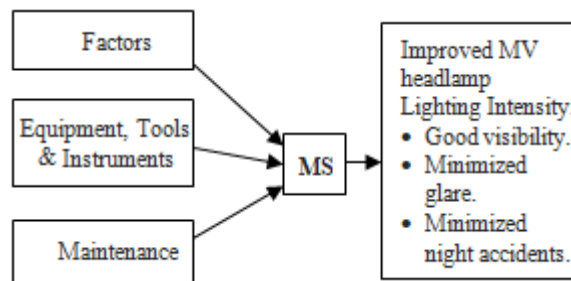 Factors
Equipment, Tools
& Instruments
Maintenance
MS
Improved MV
headlamp
Lighting Intensity:
• Good visibility.
• Minimized
glare.
• Minimized
night accidents.